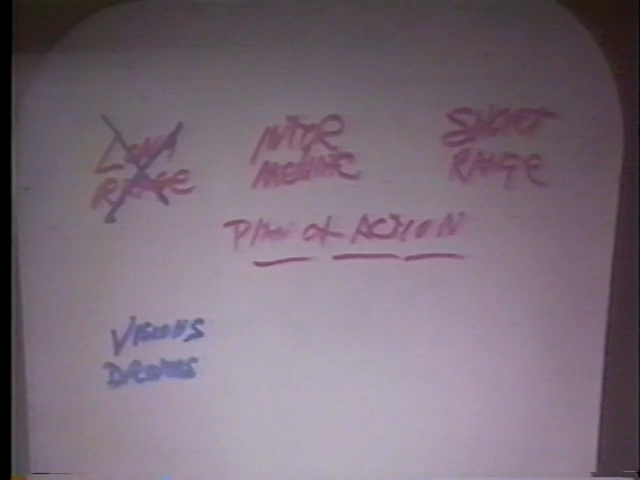 LONG INTER SHORT
RANGE MEDIATE RANGE
PLAN OF ACTION
VISIONS
DREAMS